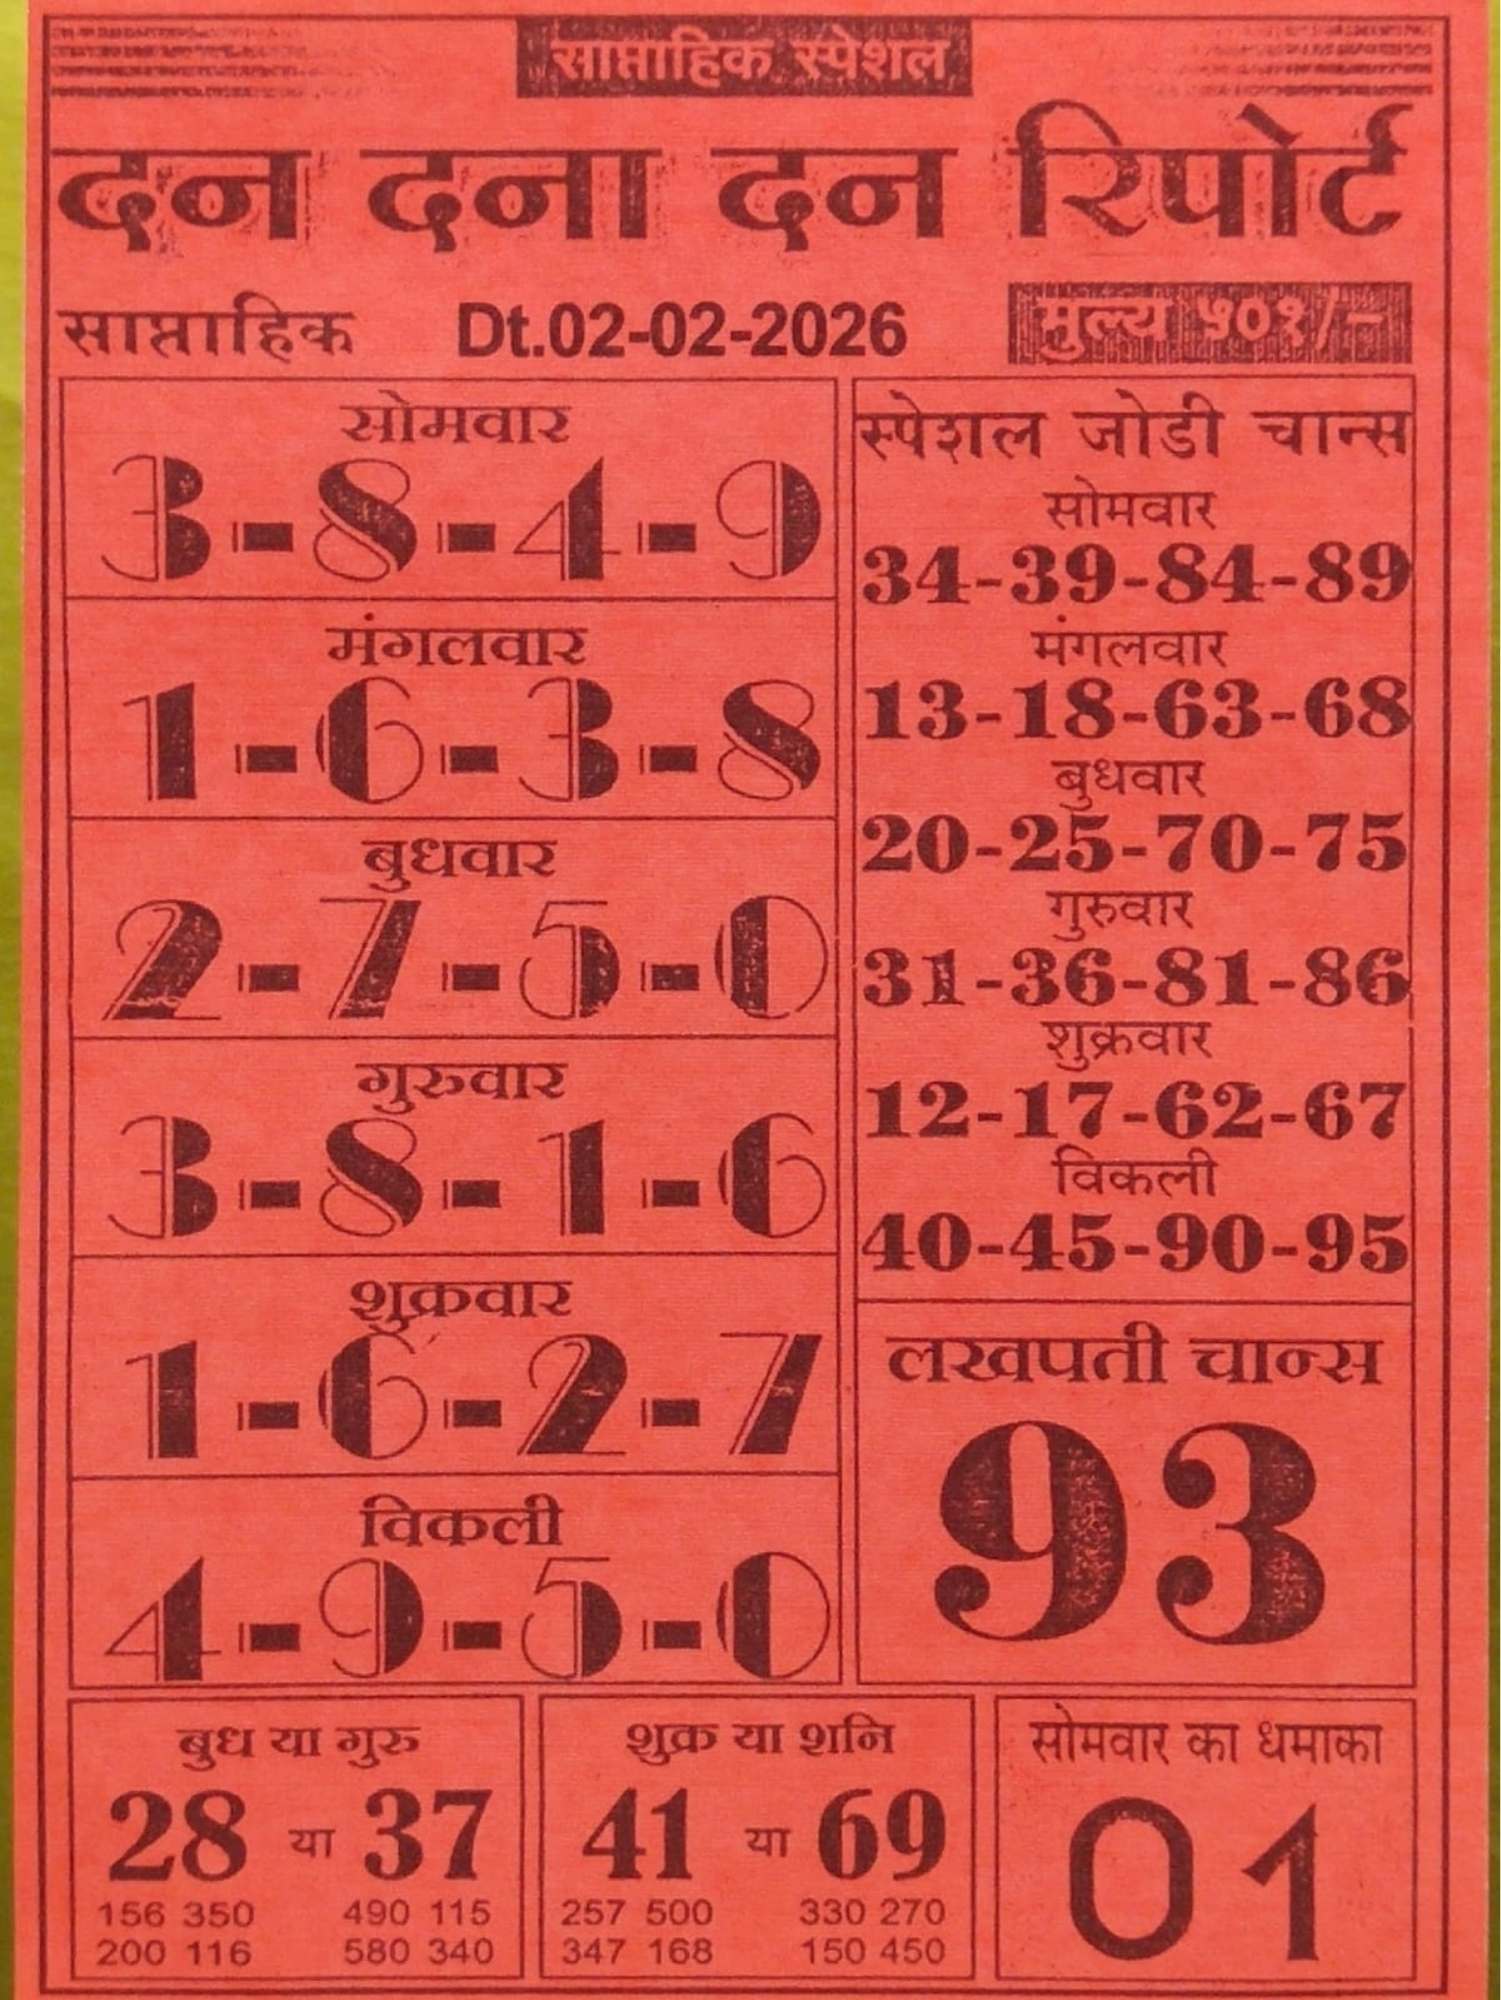 साप्ताहिक स्पेशल
दन दना दन रिपोर्ट
साप्ताहिक Dt.02-02-2026 मुल्य ५०१/-
सोमवार
3-8-4-9
मंगलवार
1-6-3-8
बुधवार
2-7-5-0
गुरुवार
3-8-1-6
शुक्रवार
1-6-2-7
विकली
4-9-5-0
स्पेशल जोडी चान्स
सोमवार
34-39-84-89
मंगलवार
13-18-63-68
बुधवार
20-25-70-75
गुरुवार
31-36-81-86
शुक्रवार
12-17-62-67
विकली
40-45-90-95
लखपती चान्स
93
बुध या गुरु
28 या 37
156 350 490 115
200 116 580 340
शुक्र या शनि
41 या 69
257 500 330 270
347 168 150 450
सोमवार का धमाका
01